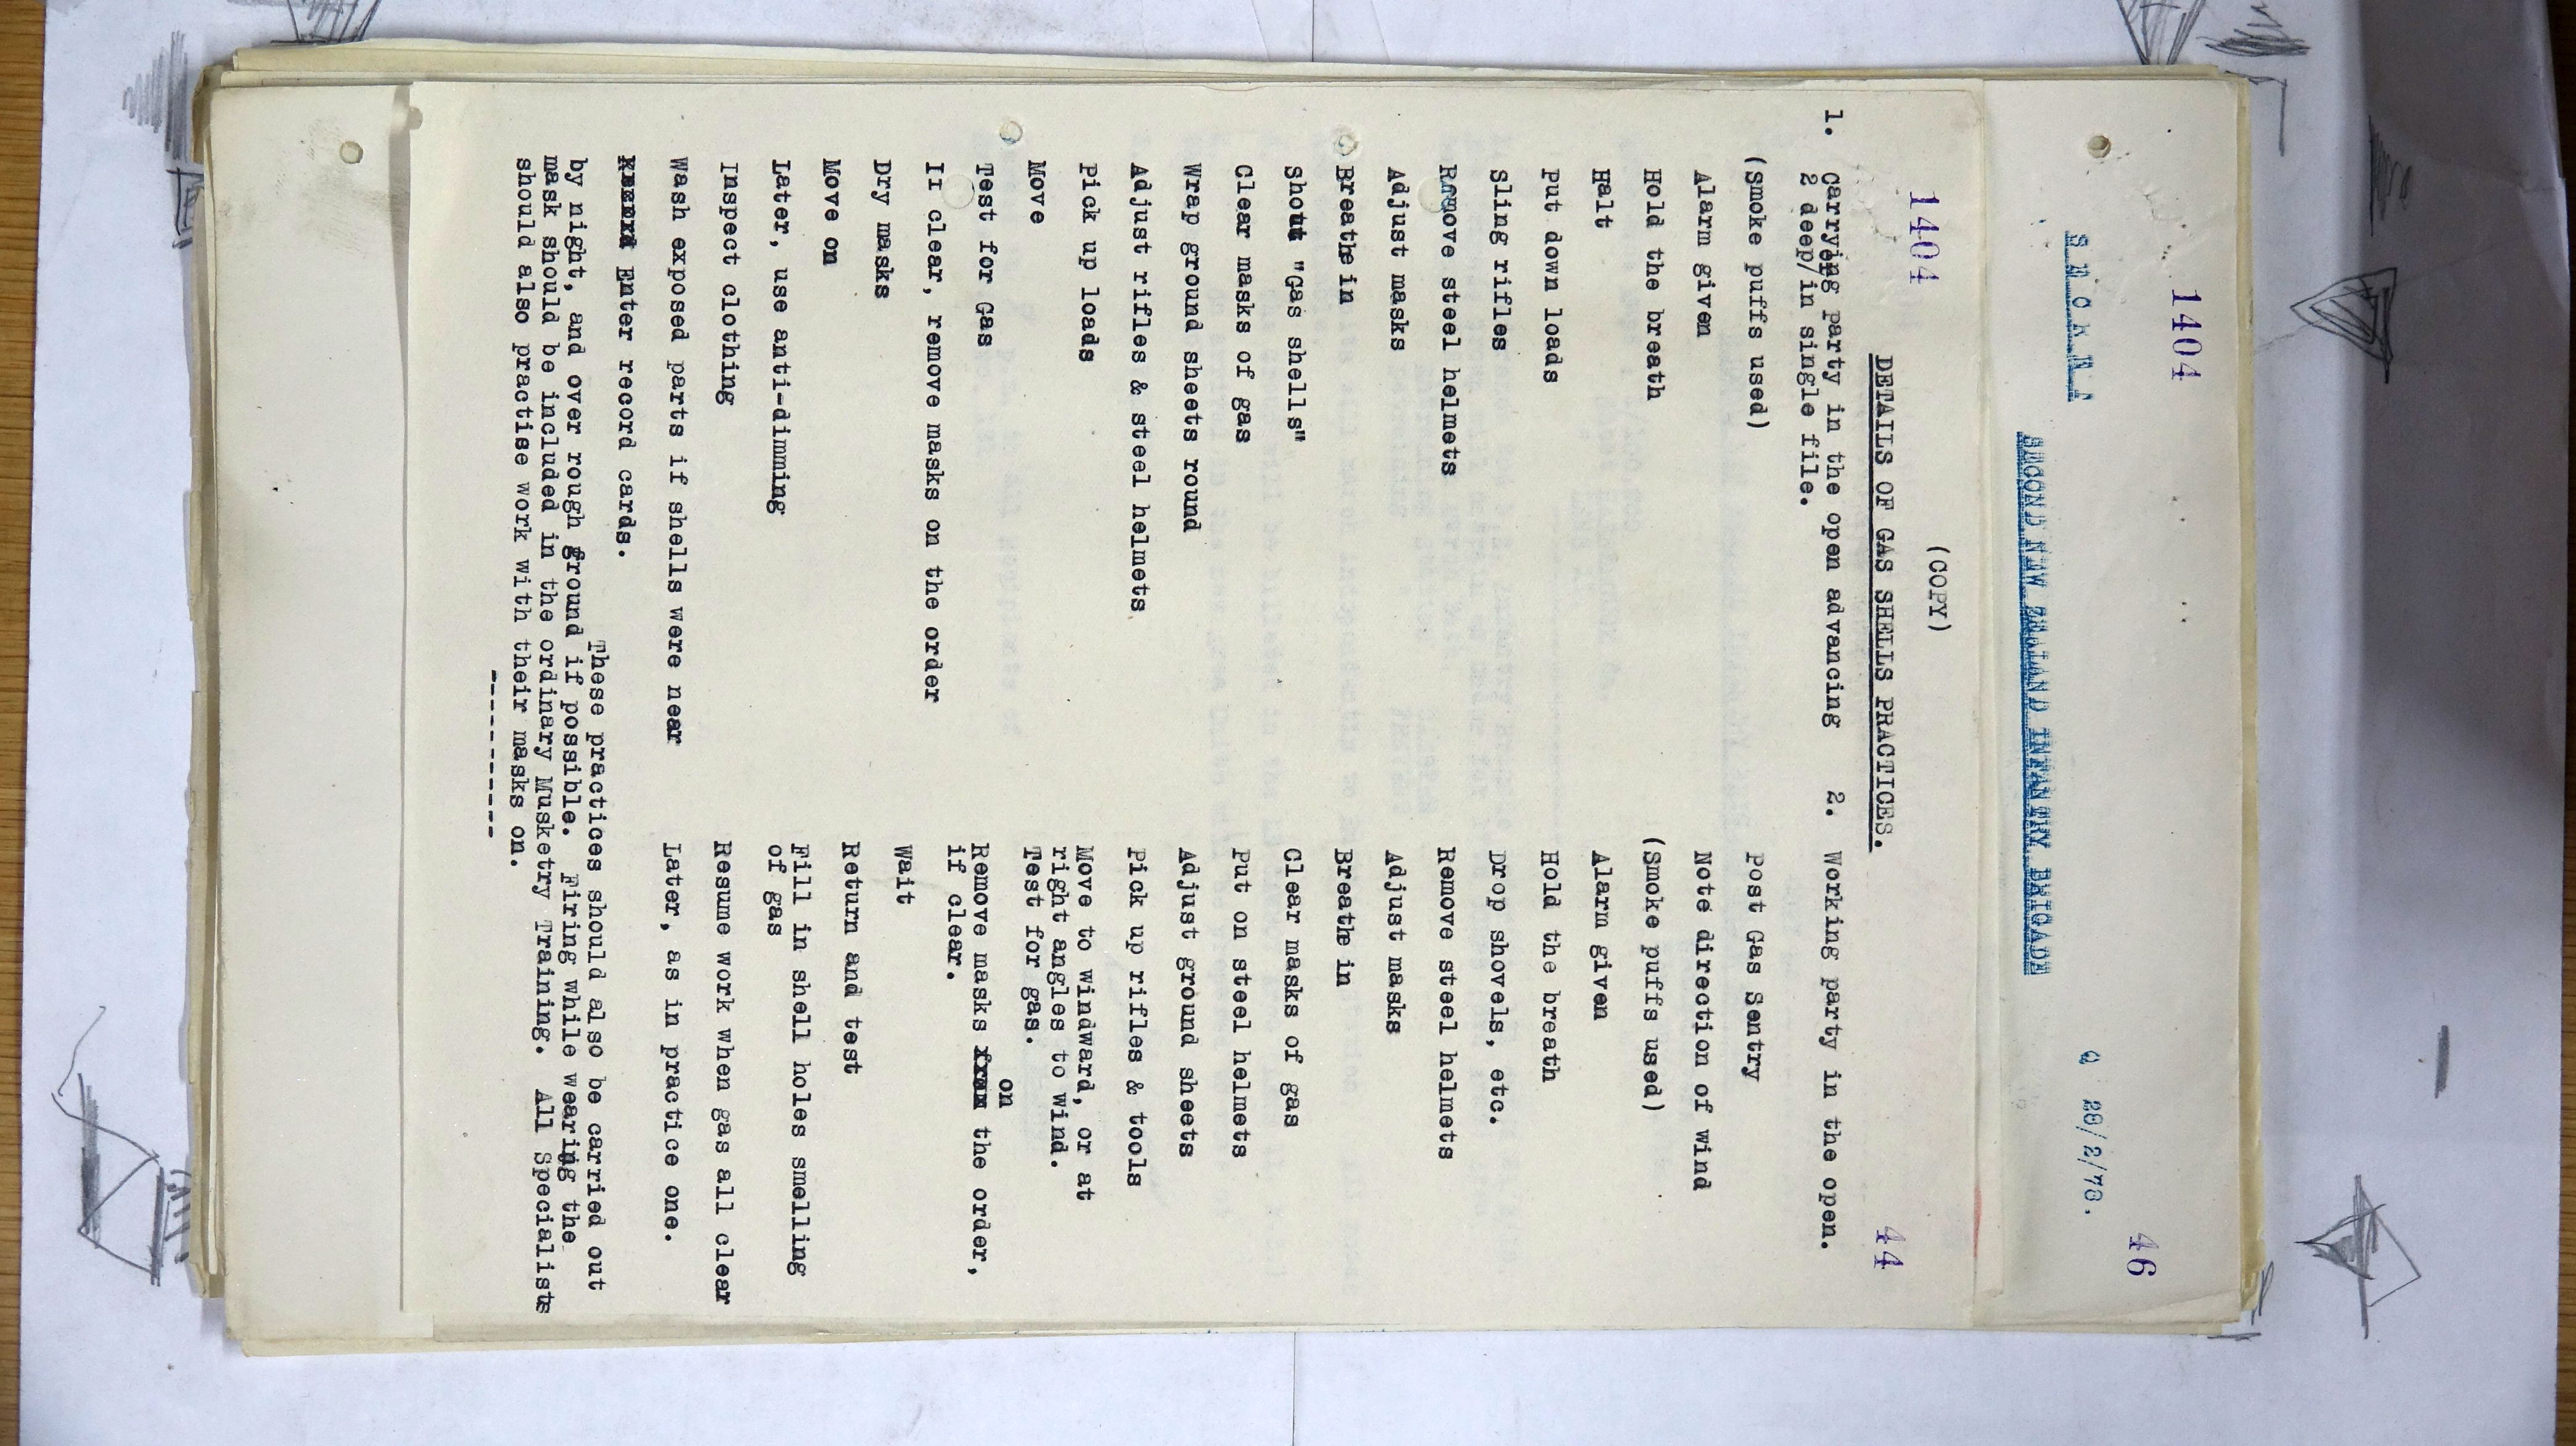 1404
46
SECRET
Q 28/2/78.
SECOND NEW ZEALAND INFANTRY BRIGADE
1404
(COPY)
44
DETAILS OF GAS SHELLS PRACTICES.
1. Carrying party in the open advancing
2 deep/in single file.
(Smoke puffs used)
Alarm given
Hold the breath
Halt
Put down loads
Sling rifles
Remove steel helmets
Adjust masks
Breathe in
Shout "Gas shells"
Clear masks of gas
Wrap ground sheets round
Adjust rifles & steel helmets
Pick up loads
Move
Test for Gas
If clear, remove masks on the order
Dry masks
Move on
Later, use anti-dimming
Inspect clothing
Wash exposed parts if shells were near
Enter record cards.
2. Working party in the open.
Post Gas Sentry
Note direction of wind
(Smoke puffs used)
Alarm given
Hold the breath
Drop shovels, etc.
Remove steel helmets
Adjust masks
Breathe in
Clear masks of gas
Put on steel helmets
Adjust ground sheets
Pick up rifles & tools
Move to windward, or at
right angles to wind.
Test for gas.
on
Remove masks from the order,
if clear.
Wait
Return and test
Fill in shell holes smelling
of gas
Resume work when gas all clear
Later, as in practice one.
These practices should also be carried out
by night, and over rough ground if possible. Firing while wearing the
mask should be included in the ordinary Musketry Training. All Specialists
should also practise work with their masks on.
----------